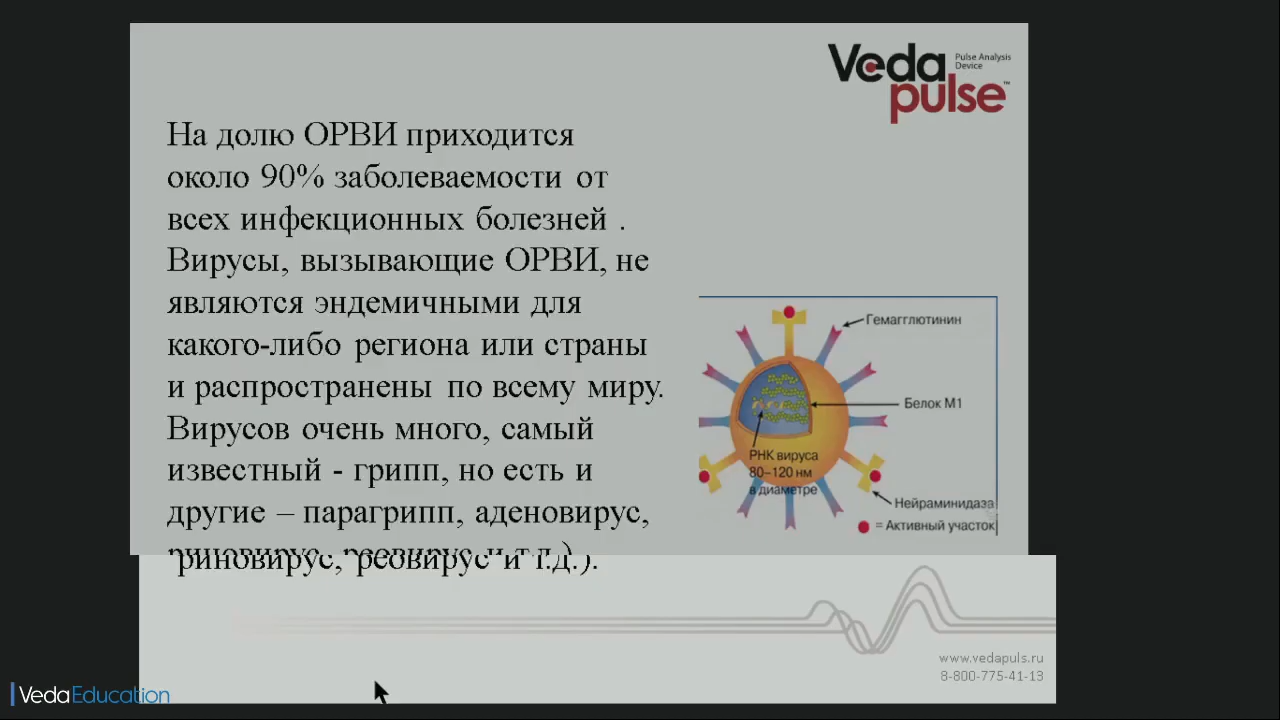 Veda
Pulse Analysis
Device
pulse™
На долю ОРВИ приходится
около 90% заболеваемости от
всех инфекционных болезней .
Вирусы, вызывающие ОРВИ, не
являются эндемичными для
какого-либо региона или страны
и распространены по всему миру.
Вирусов очень много, самый
известный - грипп, но есть и
другие – парагрипп, аденовирус,
риновирус, реовирус и т.д.).
Гемагглютинин
Белок М1
РНК вируса
80–120 нм
в диаметре
Нейраминидаза
= Активный участок
www.vedapuls.ru
8-800-775-41-13
VedaEducation